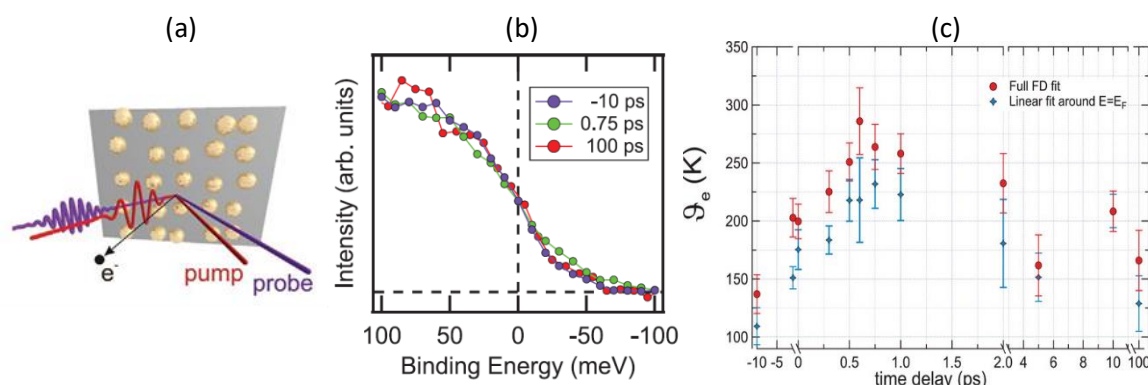 (a)
e-
pump
probe
(b)
Intensity (arb. units)
-10 ps
0.75 ps
100 ps
100 50 0 -50 -100
Binding Energy (meV)
(c)
ϑe (K)
350
300
250
200
150
100
Full FD fit
Linear fit around E=EF
-10 -5 0 0.5 1.0 2.0 4 6 8 10 100
time delay (ps)